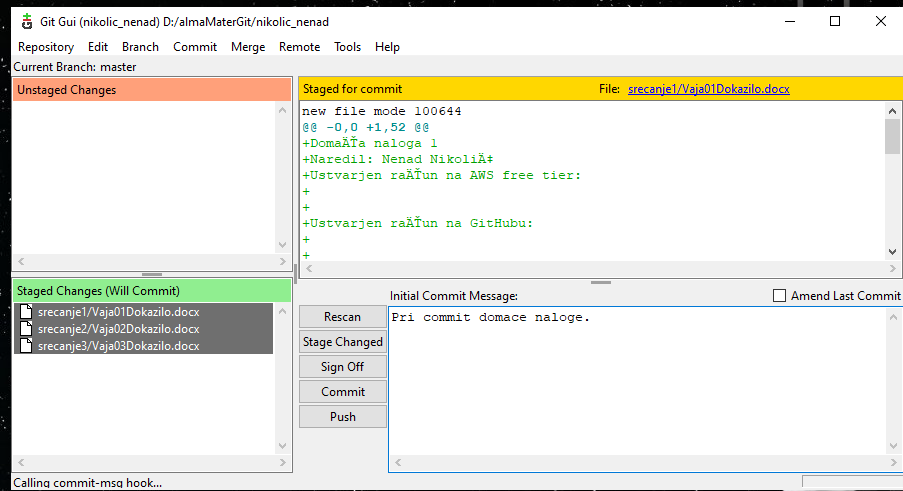 Git Gui (nikolic_nenad) D:/almaMaterGit/nikolic_nenad
Repository Edit Branch Commit Merge Remote Tools Help
Current Branch: master
Unstaged Changes
Staged for commit File: srecanje1/Vaja01Dokazilo.docx
new file mode 100644
@@ -0,0 +1,52 @@
+DomaÄŤa naloga 1
+Naredil: Nenad NikoliÄ‡
+Ustvarjen raÄŤun na AWS free tier:
+
+
+Ustvarjen raÄŤun na GitHubu:
+
+
Staged Changes (Will Commit)
srecanje1/Vaja01Dokazilo.docx
srecanje2/Vaja02Dokazilo.docx
srecanje3/Vaja03Dokazilo.docx
Rescan
Stage Changed
Sign Off
Commit
Push
Initial Commit Message: Amend Last Commit
Pri commit domace naloge.
Calling commit-msg hook...